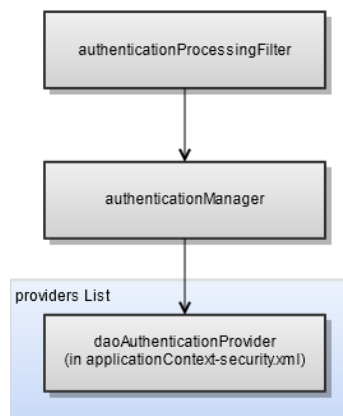 authenticationProcessingFilter
authenticationManager
providers List
daoAuthenticationProvider
(in applicationContext-security.xml)